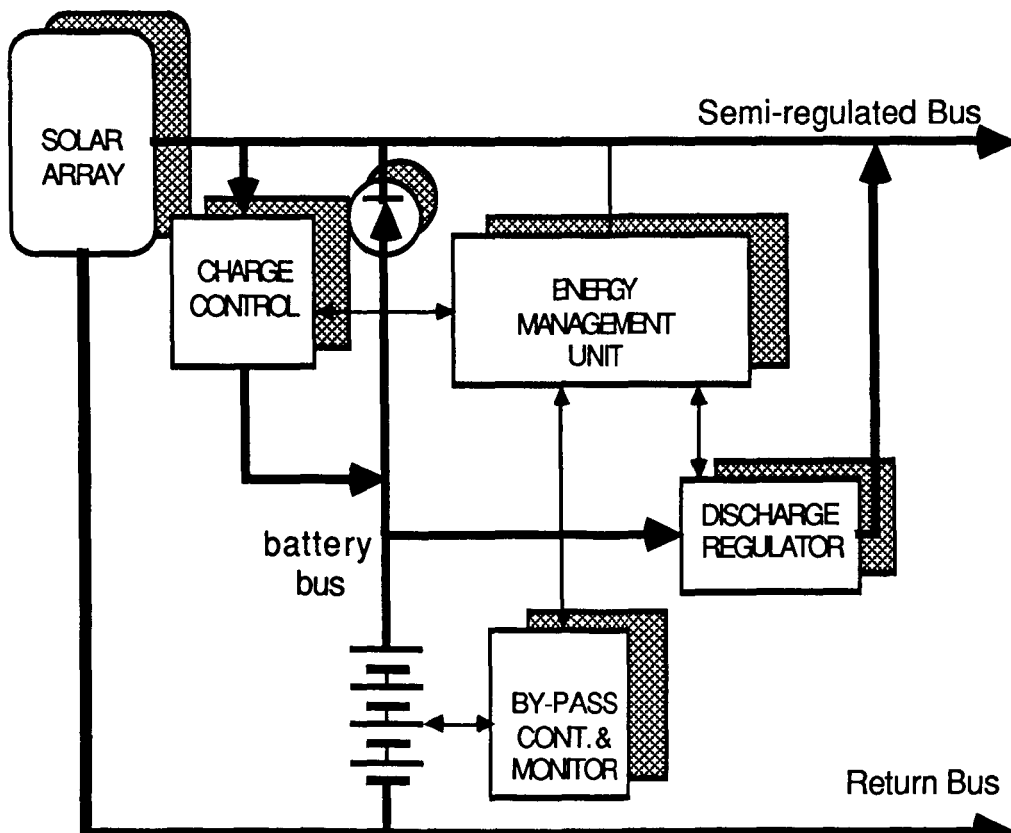 Semi-regulated Bus
SOLAR
ARRAY
CHARGE
CONTROL
ENERGY
MANAGEMENT
UNIT
DISCHARGE
REGULATOR
battery
bus
BY-PASS
CONT. &
MONITOR
Return Bus